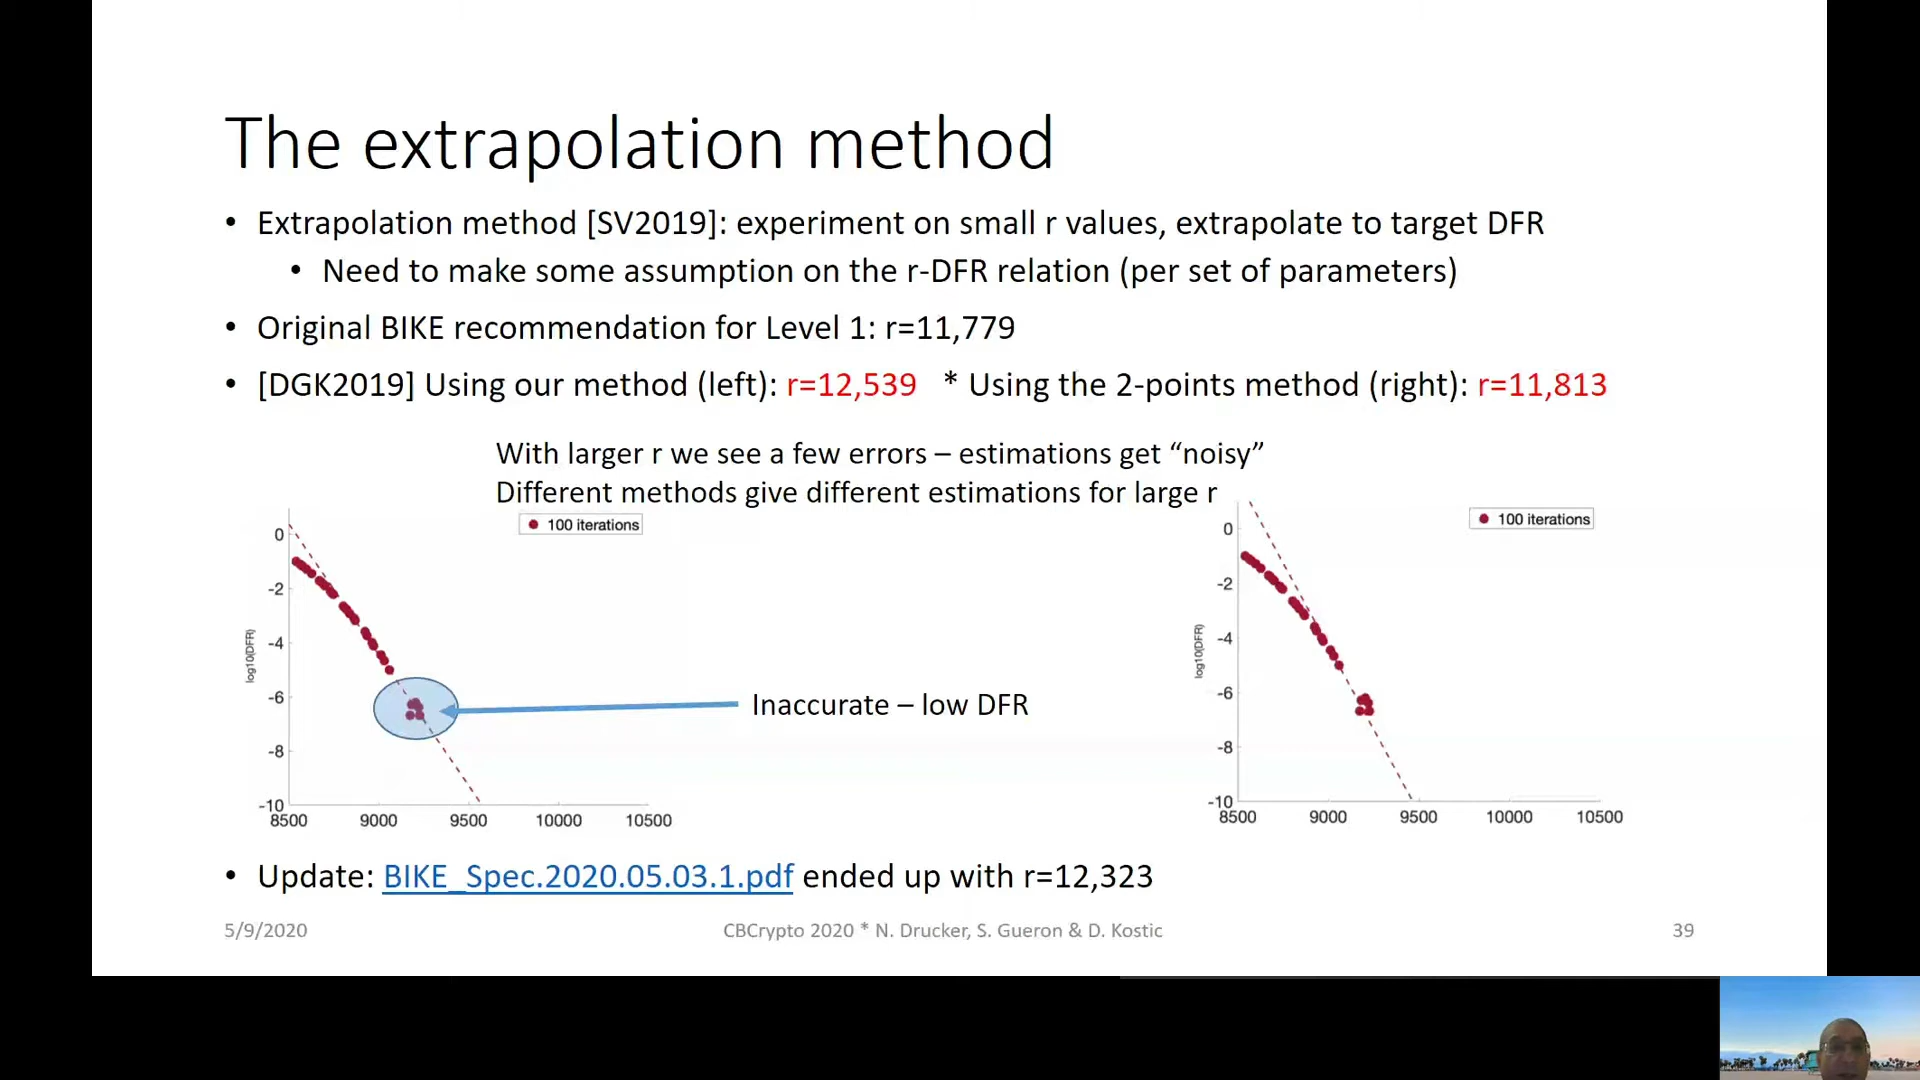 The extrapolation method
• Extrapolation method [SV2019]: experiment on small r values, extrapolate to target DFR
• Need to make some assumption on the r-DFR relation (per set of parameters)
• Original BIKE recommendation for Level 1: r=11,779
• [DGK2019] Using our method (left): r=12,539 * Using the 2-points method (right): r=11,813
With larger r we see a few errors – estimations get “noisy”
Different methods give different estimations for large r
100 iterations
0
-2
-4
-6
-8
-10
log10(DFR)
8500 9000 9500 10000 10500
Inaccurate – low DFR
100 iterations
0
-2
-4
-6
-8
-10
log10(DFR)
8500 9000 9500 10000 10500
• Update: BIKE_Spec.2020.05.03.1.pdf ended up with r=12,323
5/9/2020 CBCrypto 2020 * N. Drucker, S. Gueron & D. Kostic 39